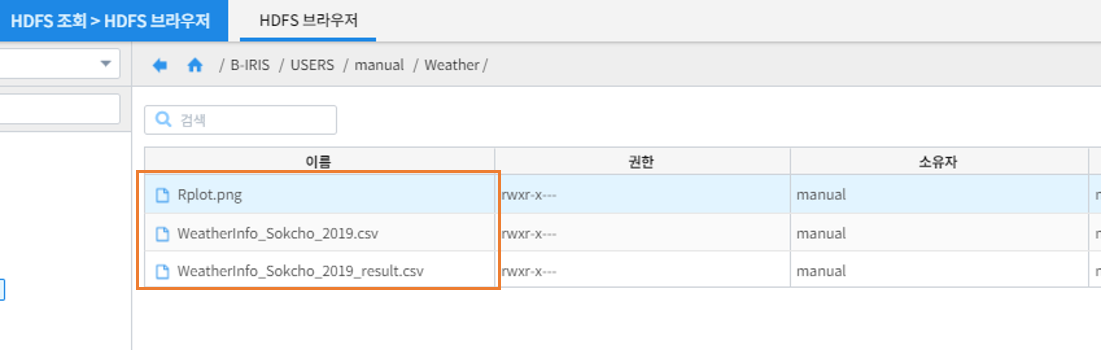 HDFS 조회 > HDFS 브라우저
HDFS 브라우저
/ B-IRIS / USERS / manual / Weather /
검색
이름 권한 소유자
Rplot.png rwxr-x--- manual
WeatherInfo_Sokcho_2019.csv rwxr-x--- manual
WeatherInfo_Sokcho_2019_result.csv rwxr-x--- manual